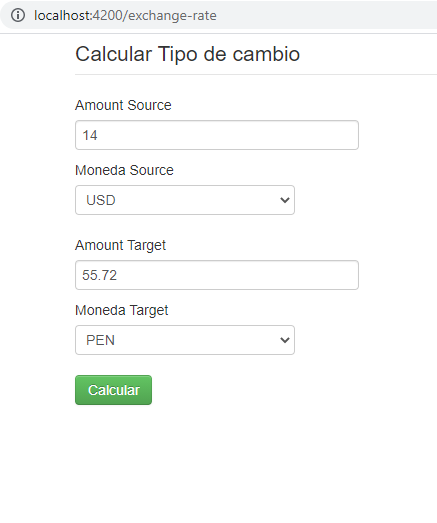 localhost:4200/exchange-rate
Calcular Tipo de cambio
Amount Source
14
Moneda Source
USD
Amount Target
55.72
Moneda Target
PEN
Calcular